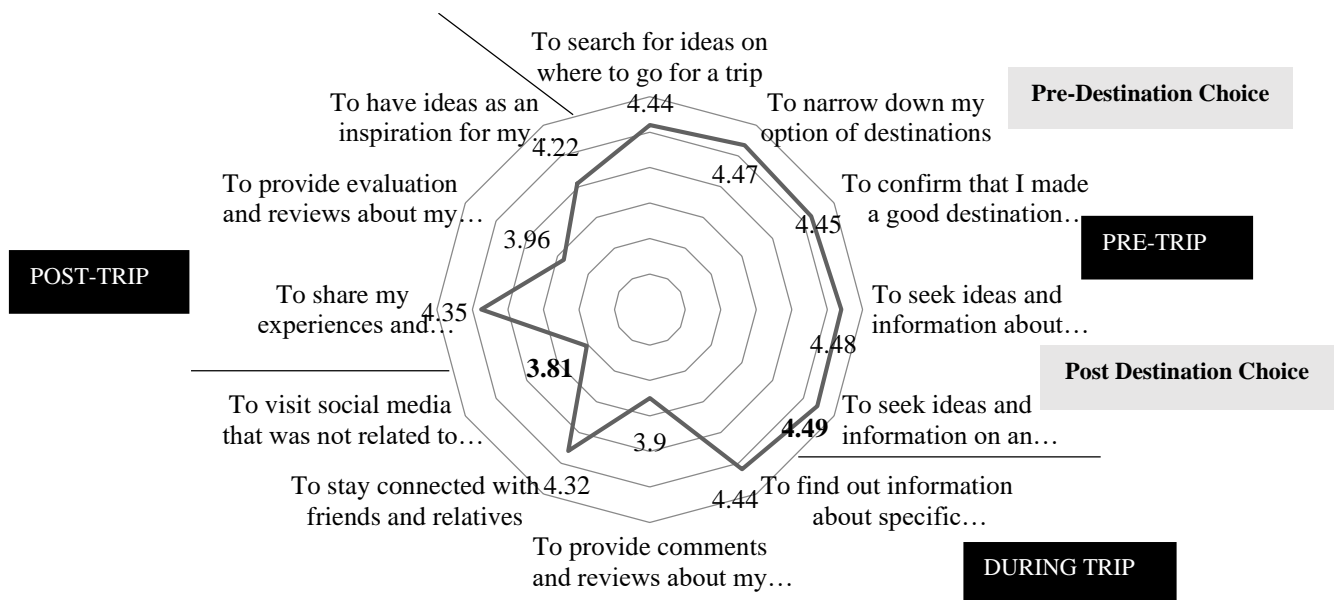 To search for ideas on
where to go for a trip
4.44
Pre-Destination Choice
To narrow down my
option of destinations
4.47
To confirm that I made
a good destination…
4.45
PRE-TRIP
To seek ideas and
information about…
4.48
Post Destination Choice
To seek ideas and
information on an…
4.49
To find out information
about specific…
4.44
DURING TRIP
To provide comments
and reviews about my…
3.9
To stay connected with
friends and relatives
4.32
To visit social media
that was not related to…
3.81
To share my
experiences and…
4.35
POST-TRIP
To provide evaluation
and reviews about my…
3.96
To have ideas as an
inspiration for my…
4.22